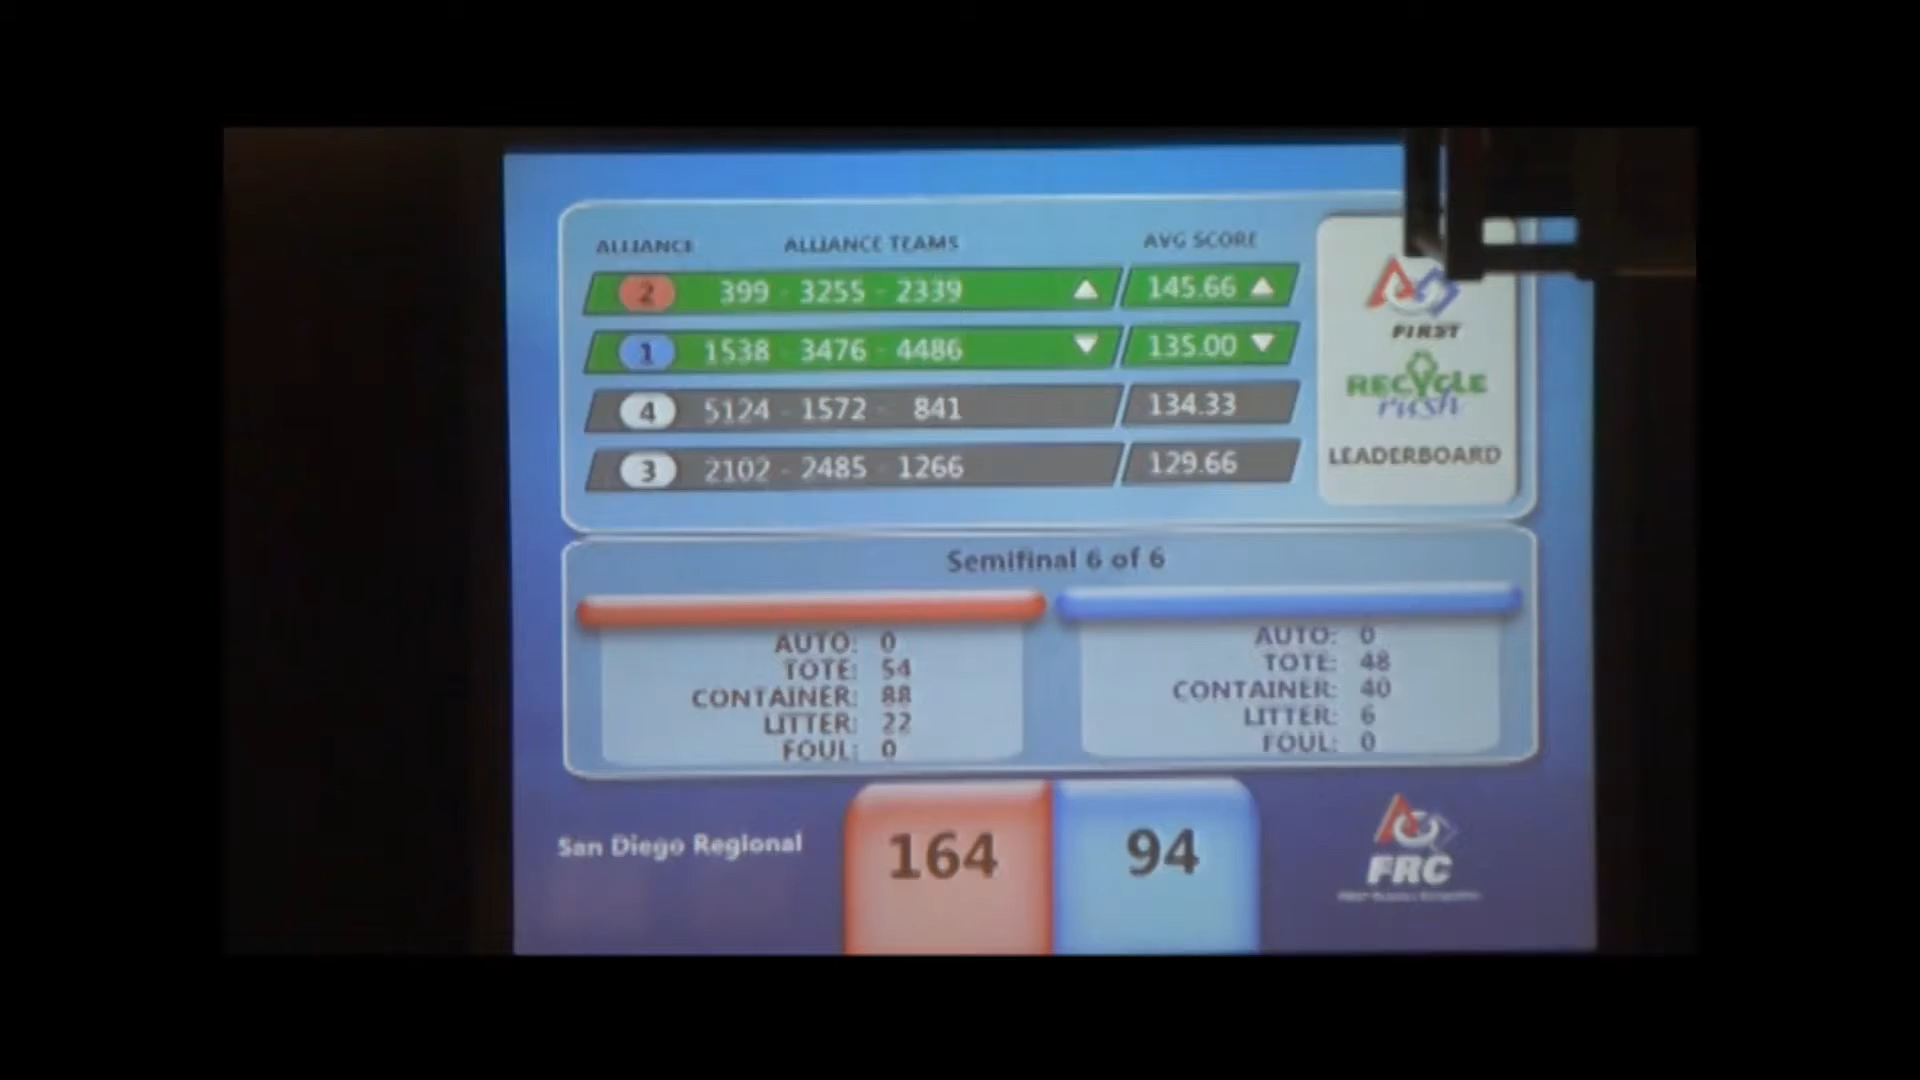 ALLIANCE ALLIANCE TEAMS AVG SCORE
2 399 - 3255 - 2339 145.66
1 1538 - 3476 - 4486 135.00
4 5124 - 1572 - 841 134.33
3 2102 - 2485 - 1266 129.66
FIRST
RECYCLE
rush
LEADERBOARD
Semifinal 6 of 6
AUTO: 0
TOTE: 54
CONTAINER: 88
LITTER: 22
FOUL: 0
AUTO: 0
TOTE: 48
CONTAINER: 40
LITTER: 6
FOUL: 0
San Diego Regional
164
94
FRC